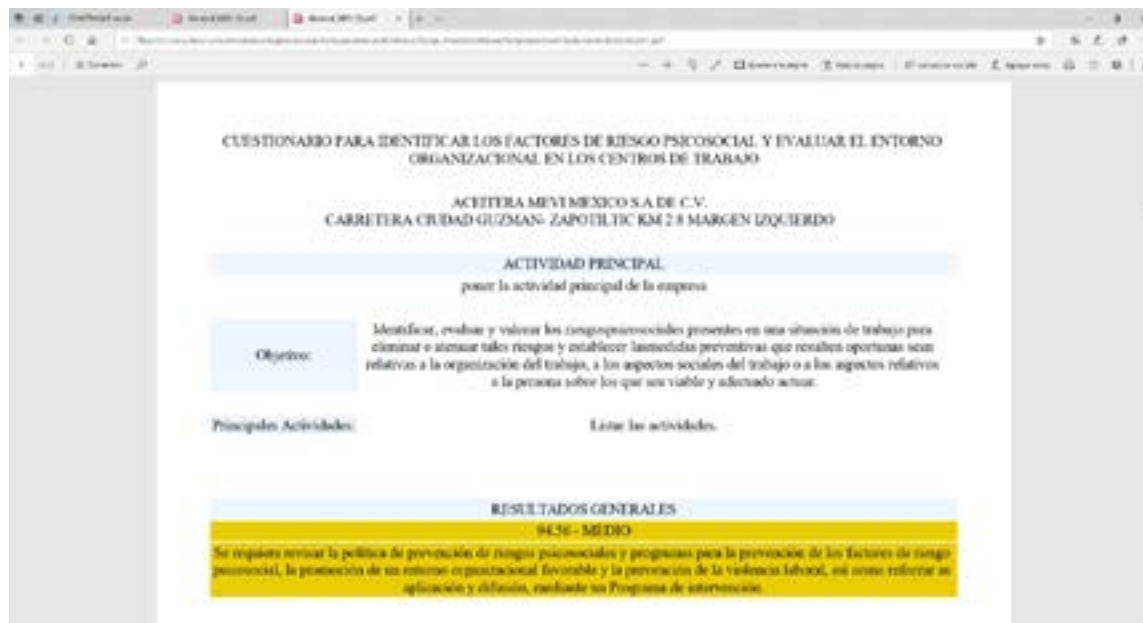 CUESTIONARIO PARA IDENTIFICAR LOS FACTORES DE RIESGO PSICOSOCIAL Y EVALUAR EL ENTORNO
ORGANIZACIONAL EN LOS CENTROS DE TRABAJO
ACEITERA MEVI MEXICO S.A DE C.V.
CARRETERA CIUDAD GUZMAN- ZAPOTILTIC KM 2.8 MARGEN IZQUIERDO
ACTIVIDAD PRINCIPAL
poner la actividad principal de la empresa
Objetivo:
Identificar, evaluar y valorar los riesgospsicosociales presentes en una situación de trabajo para
eliminar o atenuar tales riesgos y establecer lasmedidas preventivas que resulten oportunas sean
relativas a la organización del trabajo, a los aspectos sociales del trabajo o a los aspectos relativos
a la persona sobre los que sea viable y adecuado actuar.
Principales Actividades:
Listar las actividades.
RESULTADOS GENERALES
94.56 - MEDIO
Se requiere revisar la política de prevención de riesgos psicosociales y programas para la prevención de los factores de riesgo
psicosocial, la promoción de un entorno organizacional favorable y la prevención de la violencia laboral, así como reforzar su
aplicación y difusión, mediante un Programa de intervención.